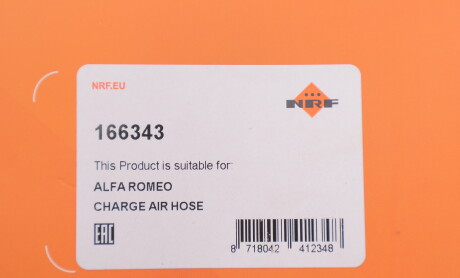 NRF.EU
NRF
166343
This Product is suitable for:
ALFA ROMEO
CHARGE AIR HOSE
EAC
8 718042 412348